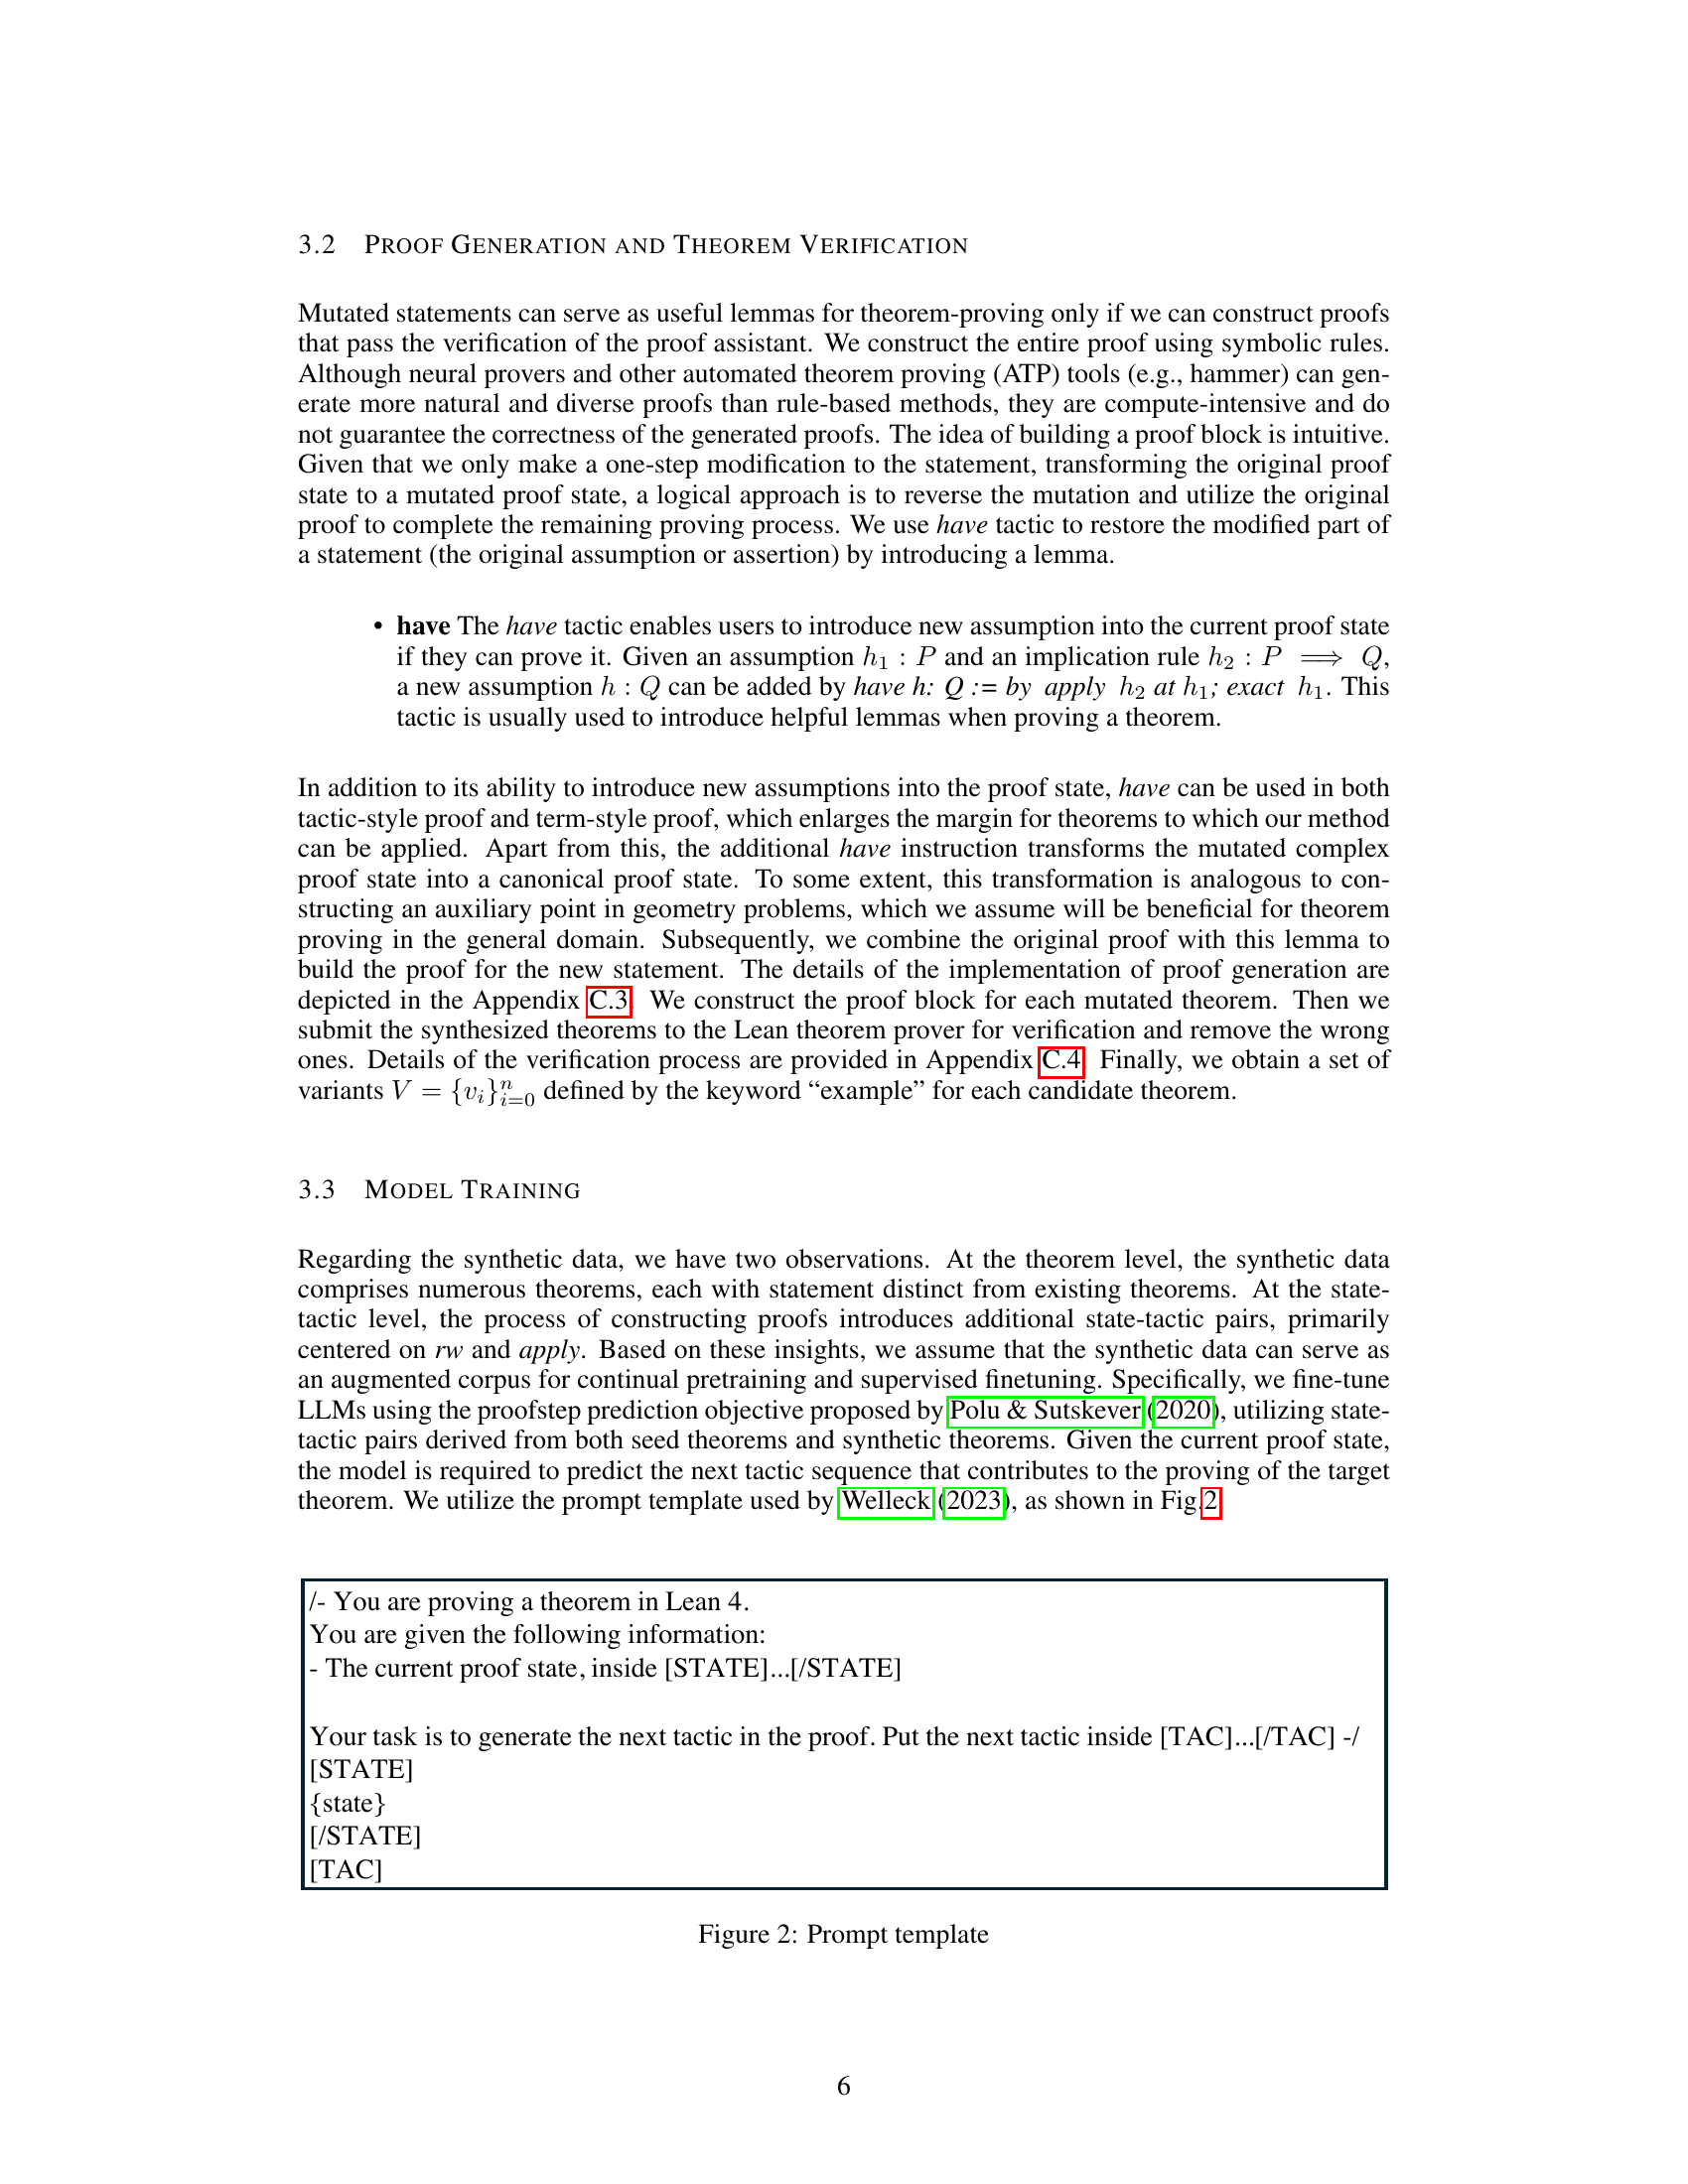 3.2 PROOF GENERATION AND THEOREM VERIFICATION
Mutated statements can serve as useful lemmas for theorem-proving only if we can construct proofs
that pass the verification of the proof assistant. We construct the entire proof using symbolic rules.
Although neural provers and other automated theorem proving (ATP) tools (e.g., hammer) can gen-
erate more natural and diverse proofs than rule-based methods, they are compute-intensive and do
not guarantee the correctness of the generated proofs. The idea of building a proof block is intuitive.
Given that we only make a one-step modification to the statement, transforming the original proof
state to a mutated proof state, a logical approach is to reverse the mutation and utilize the original
proof to complete the remaining proving process. We use have tactic to restore the modified part of
a statement (the original assumption or assertion) by introducing a lemma.
• have The have tactic enables users to introduce new assumption into the current proof state
if they can prove it. Given an assumption h₁ : P and an implication rule h₂ : P ⟹ Q,
a new assumption h : Q can be added by have h: Q := by apply h₂ at h₁; exact h₁. This
tactic is usually used to introduce helpful lemmas when proving a theorem.
In addition to its ability to introduce new assumptions into the proof state, have can be used in both
tactic-style proof and term-style proof, which enlarges the margin for theorems to which our method
can be applied. Apart from this, the additional have instruction transforms the mutated complex
proof state into a canonical proof state. To some extent, this transformation is analogous to con-
structing an auxiliary point in geometry problems, which we assume will be beneficial for theorem
proving in the general domain. Subsequently, we combine the original proof with this lemma to
build the proof for the new statement. The details of the implementation of proof generation are
depicted in the Appendix C.3. We construct the proof block for each mutated theorem. Then we
submit the synthesized theorems to the Lean theorem prover for verification and remove the wrong
ones. Details of the verification process are provided in Appendix C.4. Finally, we obtain a set of
variants V = {vᵢ}ⁿᵢ₌₀ defined by the keyword “example” for each candidate theorem.
3.3 MODEL TRAINING
Regarding the synthetic data, we have two observations. At the theorem level, the synthetic data
comprises numerous theorems, each with statement distinct from existing theorems. At the state-
tactic level, the process of constructing proofs introduces additional state-tactic pairs, primarily
centered on rw and apply. Based on these insights, we assume that the synthetic data can serve as
an augmented corpus for continual pretraining and supervised finetuning. Specifically, we fine-tune
LLMs using the proofstep prediction objective proposed by Polu & Sutskever (2020), utilizing state-
tactic pairs derived from both seed theorems and synthetic theorems. Given the current proof state,
the model is required to predict the next tactic sequence that contributes to the proving of the target
theorem. We utilize the prompt template used by Welleck (2023), as shown in Fig.2.
/- You are proving a theorem in Lean 4.
You are given the following information:
- The current proof state, inside [STATE]...[/STATE]
Your task is to generate the next tactic in the proof. Put the next tactic inside [TAC]...[/TAC] -/
[STATE]
{state}
[/STATE]
[TAC]
Figure 2: Prompt template
6